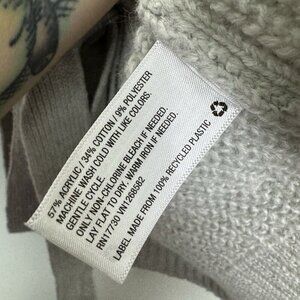 57% ACRYLIC / 34% COTTON / 9% POLYESTER
MACHINE WASH COLD WITH LIKE COLORS.
GENTLE CYCLE.
ONLY NON-CHLORINE BLEACH IF NEEDED.
LAY FLAT TO DRY. WARM IRON IF NEEDED.
RN17730 VN1268582
LABEL MADE FROM 100% RECYCLED PLASTIC